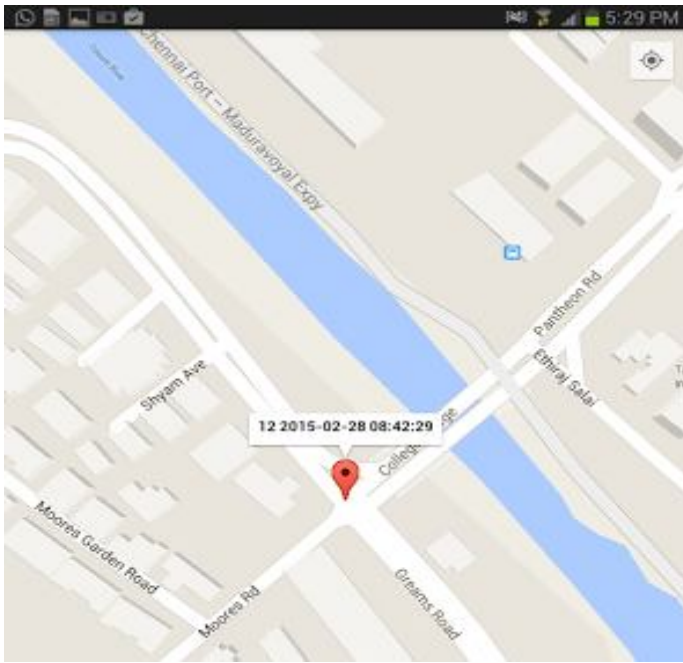 5:29 PM
Chennai Port – Maduravoyal Expy
Pantheon Rd
Ethiraj Salai
Shyam Ave
12 2015-02-28 08:42:29
College
Moores Garden Road
Moores Rd
Greams Road